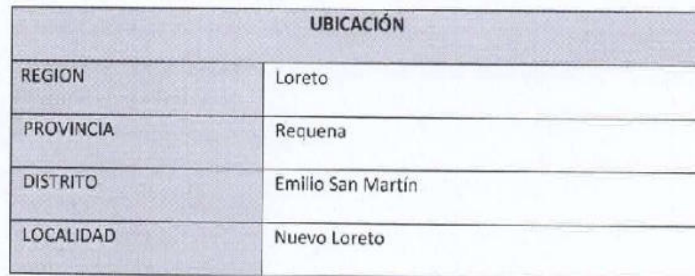 UBICACIÓN
REGION Loreto
PROVINCIA Requena
DISTRITO Emilio San Martín
LOCALIDAD Nuevo Loreto